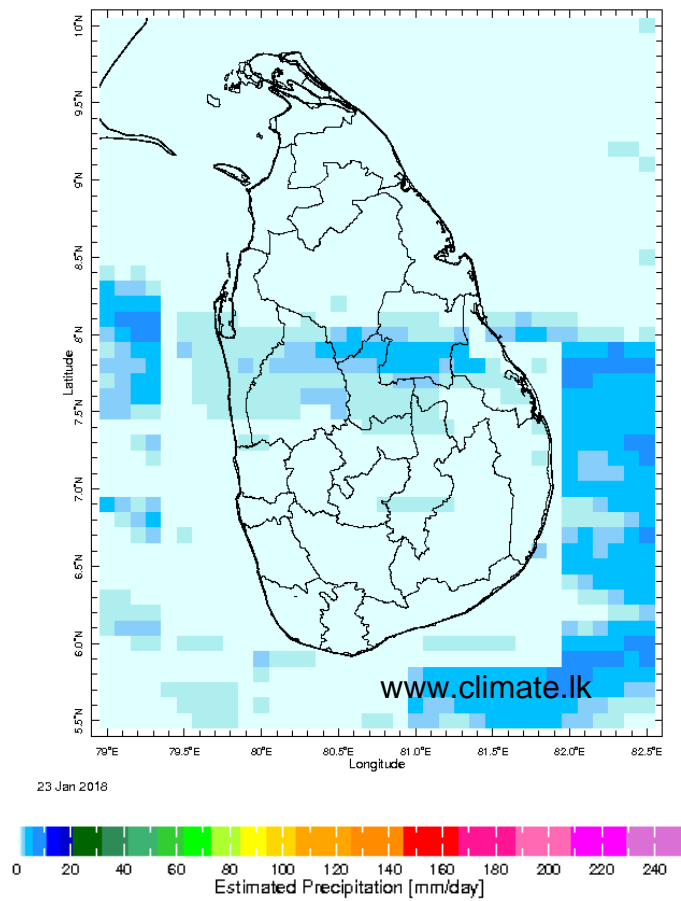 10°N
9.5°N
9°N
8.5°N
8°N
7.5°N
7.0°N
6.5°N
6.0°N
5.5°N
Latitude
www.climate.lk
79°E 79.5°E 80°E 80.5°E 81.0°E 81.5°E 82.0°E 82.5°E
Longitude
23 Jan 2018
0 20 40 60 80 100 120 140 160 180 200 220 240
Estimated Precipitation [mm/day]